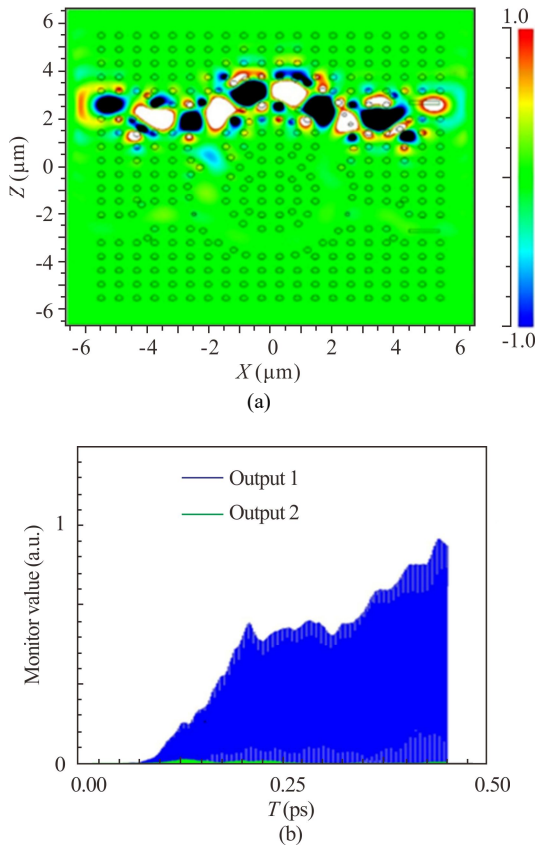 1.0
6
4
2
0
-2
-4
-6
Z (μm)
-1.0
-6
-4
-2
0
2
4
6
X (μm)
(a)
Output 1
Output 2
1
0
Monitor value (a.u.)
0.00
0.25
0.50
T (ps)
(b)